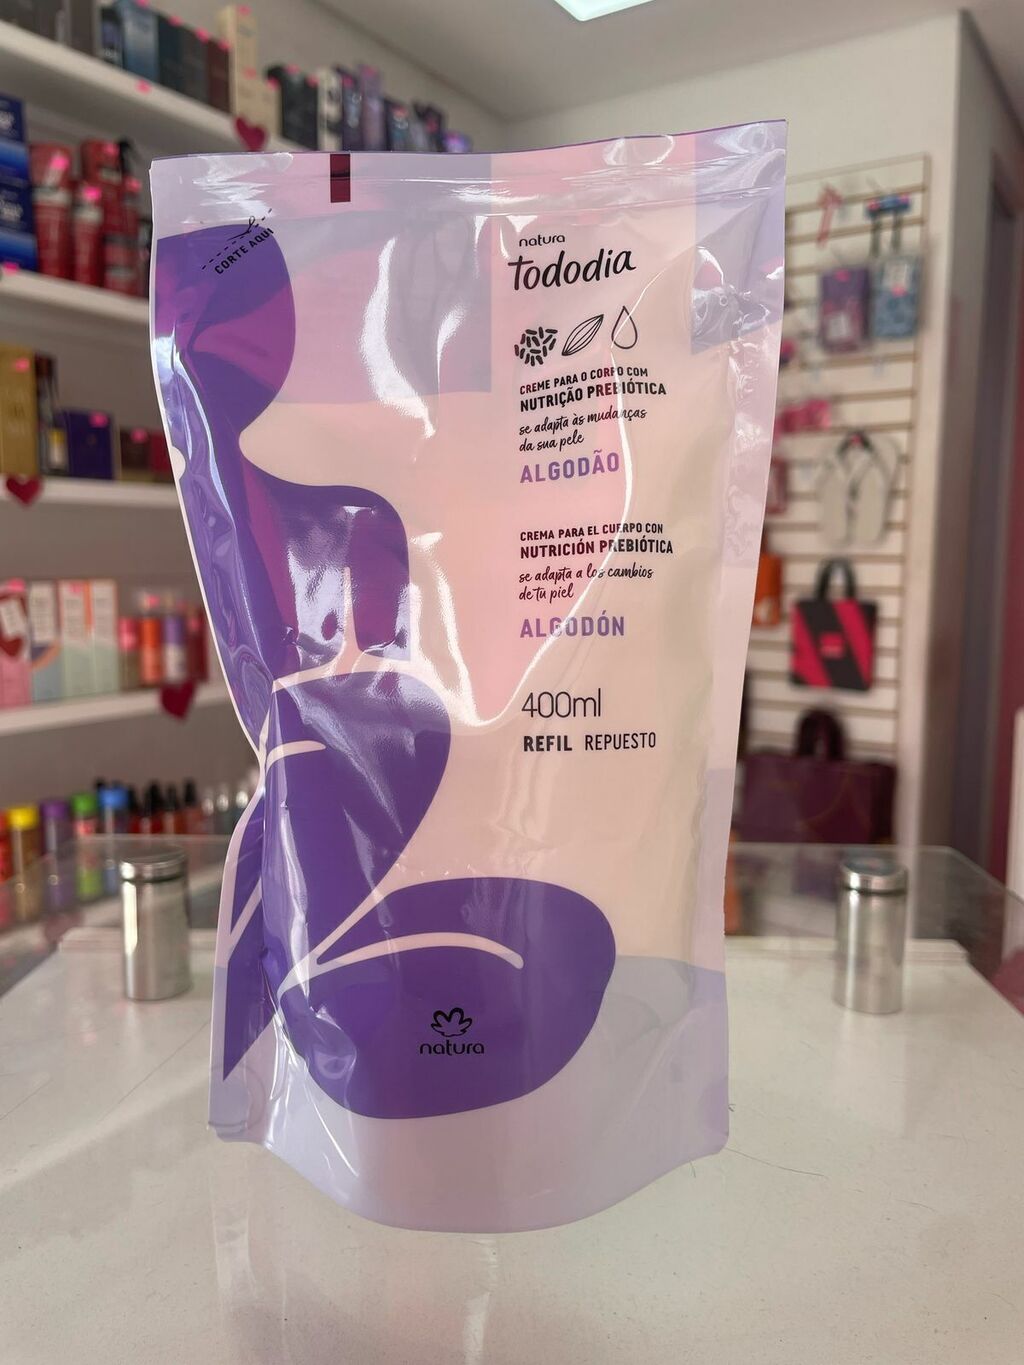 CORTE AQUI
natura
Tododia
CREME PARA O CORPO COM
NUTRIÇÃO PREBIÓTICA
se adapta às mudanças
da sua pele
ALGODÃO
CREMA PARA EL CUERPO CON
NUTRICIÓN PREBIÓTICA
se adapta a los cambios
de tu piel
ALGODÓN
400ml
REFIL REPUESTO
natura